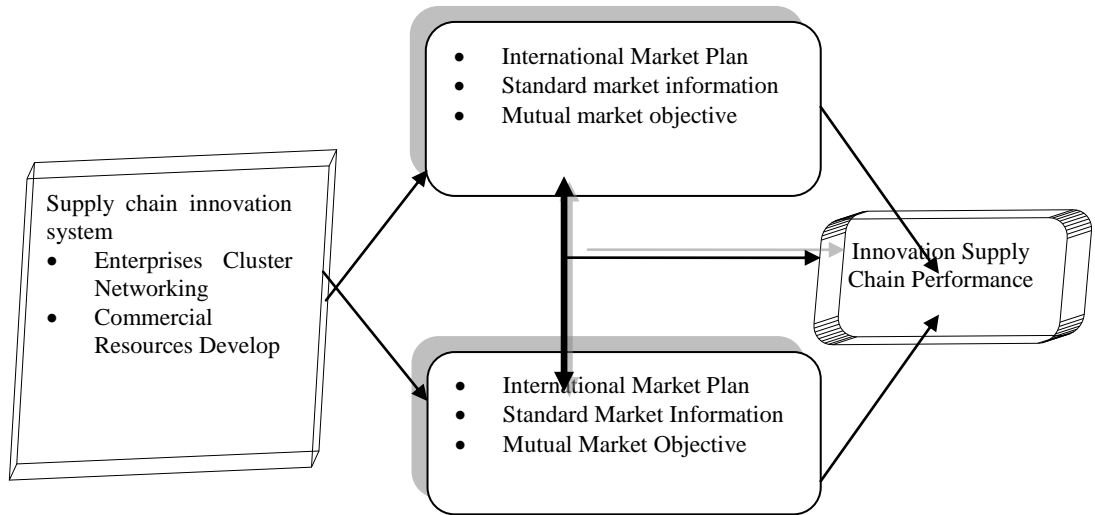 • International Market Plan
• Standard market information
• Mutual market objective
Supply chain innovation
system
• Enterprises Cluster
Networking
• Commercial
Resources Develop
Innovation Supply
Chain Performance
• International Market Plan
• Standard Market Information
• Mutual Market Objective